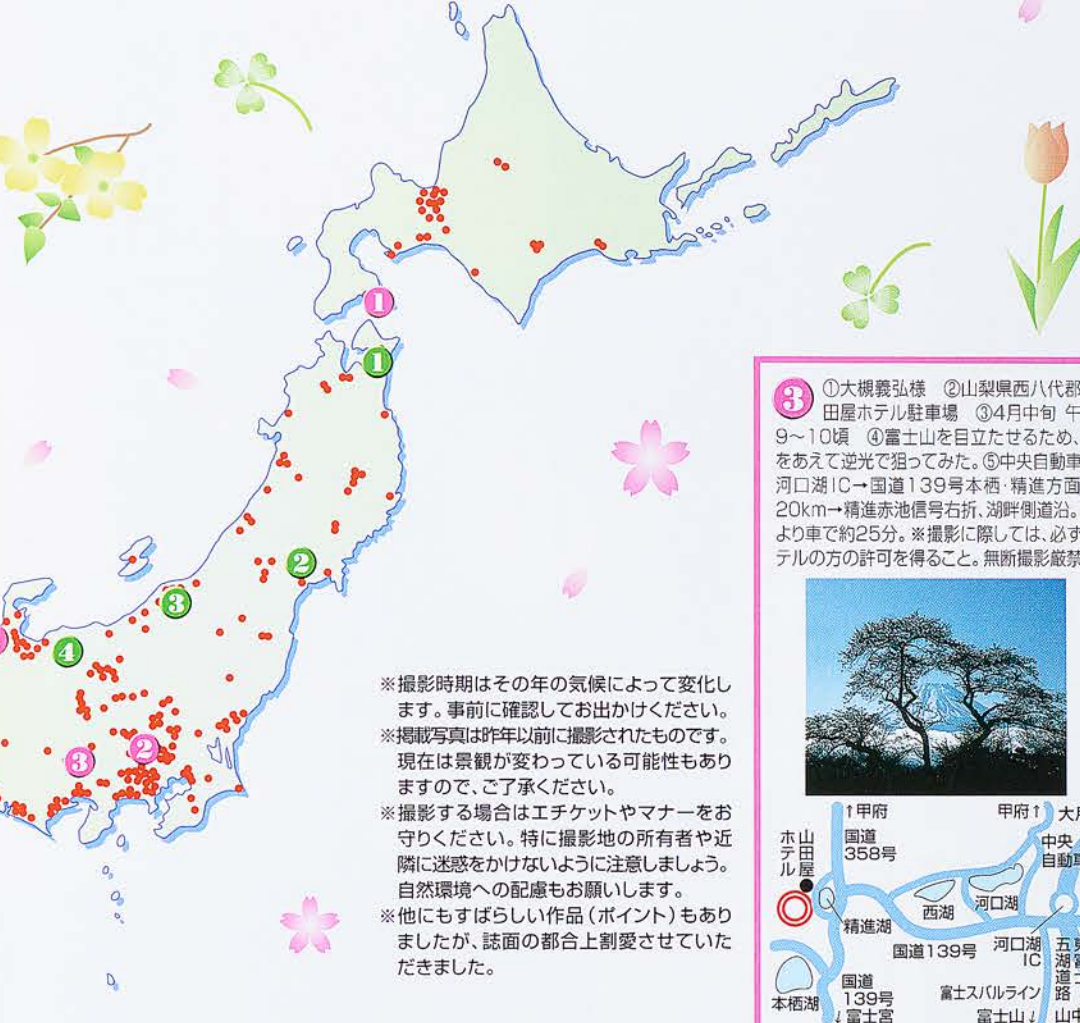 1
1
2
3
4
2
3
※撮影時期はその年の気候によって変化し
ます。事前に確認してお出かけください。
※掲載写真は昨年以前に撮影されたものです。
現在は景観が変わっている可能性もあり
ますので、ご了承ください。
※撮影する場合はエチケットやマナーをお
守りください。特に撮影地の所有者や近
隣に迷惑をかけないように注意しましょう。
自然環境への配慮もお願いします。
※他にもすばらしい作品(ポイント)もあり
ましたが、誌面の都合上割愛させていた
だきました。
3 ①大槻義弘様 ②山梨県西八代郡
田屋ホテル駐車場 ③4月中旬 午
9〜10頃 ④富士山を目立たせるため、
をあえて逆光で狙ってみた。⑤中央自動車
河口湖IC→国道139号本栖・精進方面
20km→精進赤池信号右折、湖畔側道沿。
より車で約25分。※撮影に際しては、必ず
テルの方の許可を得ること。無断撮影厳禁
↑甲府
甲府↑
大月
山田屋
ホテル
国道
358号
中央
自動車
精進湖
西湖
河口湖
国道139号
河口湖
IC
本栖湖
国道
139号
↓富士宮
富士スバルライン
富士山↓
山中